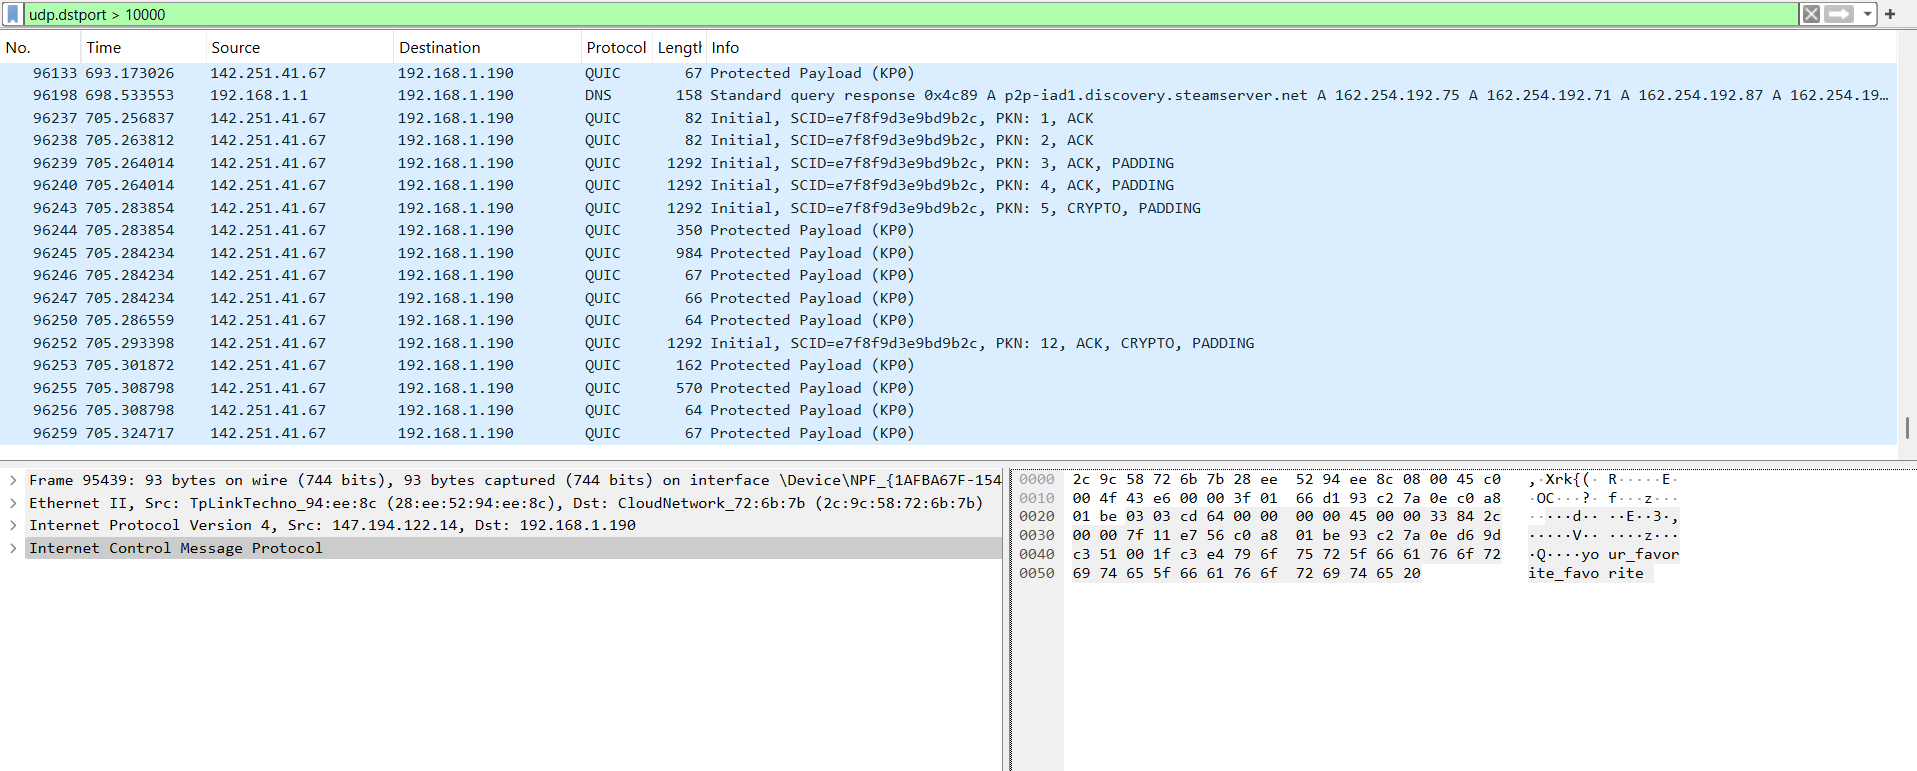 udp.dstport > 10000
No. Time Source Destination Protocol Length Info
96133 693.173026 142.251.41.67 192.168.1.190 QUIC 67 Protected Payload (KP0)
96198 698.533553 192.168.1.1 192.168.1.190 DNS 158 Standard query response 0x4c89 A p2p-iad1.discovery.steamserver.net A 162.254.192.75 A 162.254.192.71 A 162.254.192.87 A 162.254.19…
96237 705.256837 142.251.41.67 192.168.1.190 QUIC 82 Initial, SCID=e7f8f9d3e9bd9b2c, PKN: 1, ACK
96238 705.263812 142.251.41.67 192.168.1.190 QUIC 82 Initial, SCID=e7f8f9d3e9bd9b2c, PKN: 2, ACK
96239 705.264014 142.251.41.67 192.168.1.190 QUIC 1292 Initial, SCID=e7f8f9d3e9bd9b2c, PKN: 3, ACK, PADDING
96240 705.264014 142.251.41.67 192.168.1.190 QUIC 1292 Initial, SCID=e7f8f9d3e9bd9b2c, PKN: 4, ACK, PADDING
96243 705.283854 142.251.41.67 192.168.1.190 QUIC 1292 Initial, SCID=e7f8f9d3e9bd9b2c, PKN: 5, CRYPTO, PADDING
96244 705.283854 142.251.41.67 192.168.1.190 QUIC 350 Protected Payload (KP0)
96245 705.284234 142.251.41.67 192.168.1.190 QUIC 984 Protected Payload (KP0)
96246 705.284234 142.251.41.67 192.168.1.190 QUIC 67 Protected Payload (KP0)
96247 705.284234 142.251.41.67 192.168.1.190 QUIC 66 Protected Payload (KP0)
96250 705.286559 142.251.41.67 192.168.1.190 QUIC 64 Protected Payload (KP0)
96252 705.293398 142.251.41.67 192.168.1.190 QUIC 1292 Initial, SCID=e7f8f9d3e9bd9b2c, PKN: 12, ACK, CRYPTO, PADDING
96253 705.301872 142.251.41.67 192.168.1.190 QUIC 162 Protected Payload (KP0)
96255 705.308798 142.251.41.67 192.168.1.190 QUIC 570 Protected Payload (KP0)
96256 705.308798 142.251.41.67 192.168.1.190 QUIC 64 Protected Payload (KP0)
96259 705.324717 142.251.41.67 192.168.1.190 QUIC 67 Protected Payload (KP0)
Frame 95439: 93 bytes on wire (744 bits), 93 bytes captured (744 bits) on interface \Device\NPF_{1AFBA67F-154
Ethernet II, Src: TpLinkTechno_94:ee:8c (28:ee:52:94:ee:8c), Dst: CloudNetwork_72:6b:7b (2c:9c:58:72:6b:7b)
Internet Protocol Version 4, Src: 147.194.122.14, Dst: 192.168.1.190
Internet Control Message Protocol
0000 2c 9c 58 72 6b 7b 28 ee 52 94 ee 8c 08 00 45 c0 ,·Xrk{(· R·····E·
0010 00 4f 43 e6 00 00 3f 01 66 d1 93 c2 7a 0e c0 a8 ·OC···?· f···z···
0020 01 be 03 03 cd 64 00 00 00 00 45 00 00 33 84 2c ·····d·· ··E··3·,
0030 00 00 7f 11 e7 56 c0 a8 01 be 93 c2 7a 0e d6 9d ·····V·· ····z···
0040 c3 51 00 1f c3 e4 79 6f 75 72 5f 66 61 76 6f 72 ·Q····yo ur_favor
0050 69 74 65 5f 66 61 76 6f 72 69 74 65 20 ite_favo rite